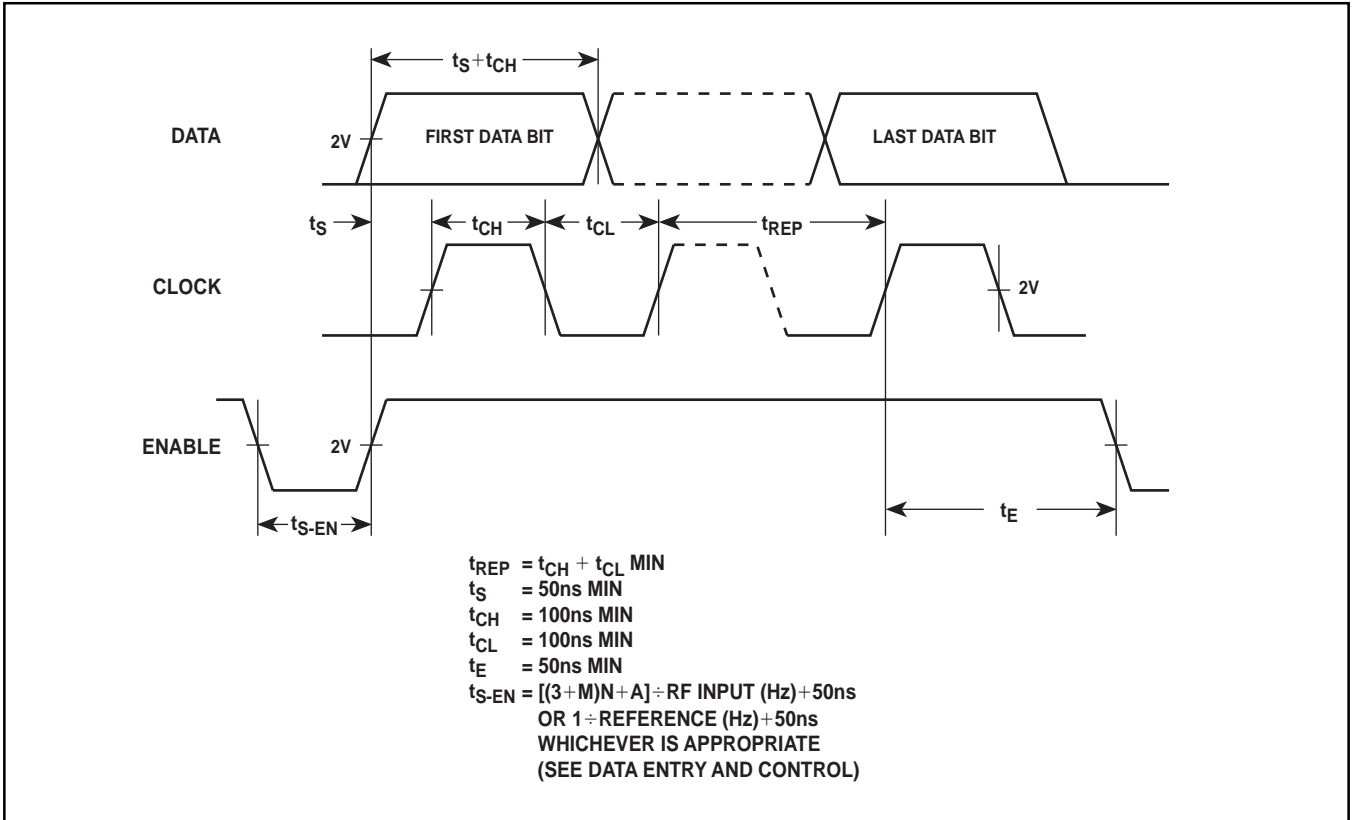 tS+tCH
DATA
2V
FIRST DATA BIT
LAST DATA BIT
tS
tCH
tCL
tREP
CLOCK
2V
ENABLE
2V
tS-EN
tE
tREP = tCH + tCL MIN
tS = 50ns MIN
tCH = 100ns MIN
tCL = 100ns MIN
tE = 50ns MIN
tS-EN = [(3+M)N+A]÷RF INPUT (Hz)+50ns
OR 1÷REFERENCE (Hz)+50ns
WHICHEVER IS APPROPRIATE
(SEE DATA ENTRY AND CONTROL)